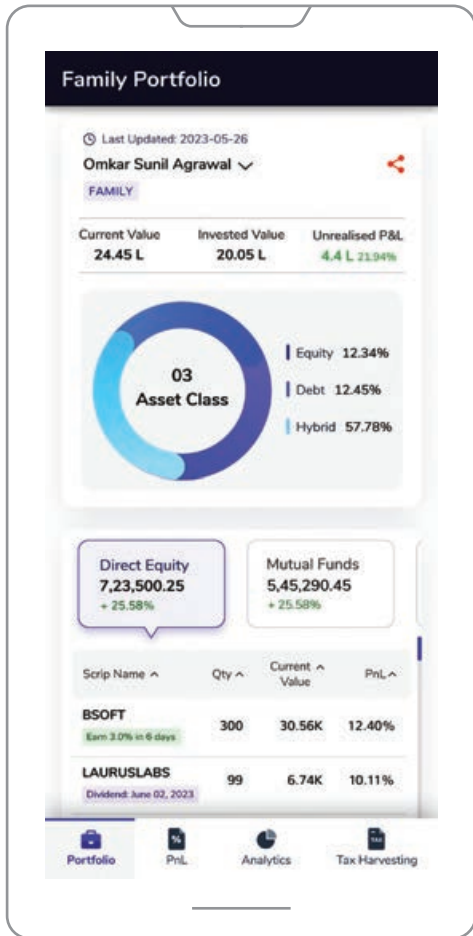 Family Portfolio
Last Updated: 2023-05-26
Omkar Sunil Agrawal
FAMILY
Current Value Invested Value Unrealised P&L
24.45 L 20.05 L 4.4 L 21.94%
03
Asset Class
Equity 12.34%
Debt 12.45%
Hybrid 57.78%
Direct Equity
7,23,500.25
+ 25.58%
Mutual Funds
5,45,290.45
+ 25.58%
Scrip Name Qty Current Value PnL
BSOFT 300 30.56K 12.40%
Earn 3.0% in 6 days
LAURUSLABS 99 6.74K 10.11%
Dividend: June 02, 2023
%
TAX
Portfolio PnL Analytics Tax Harvesting